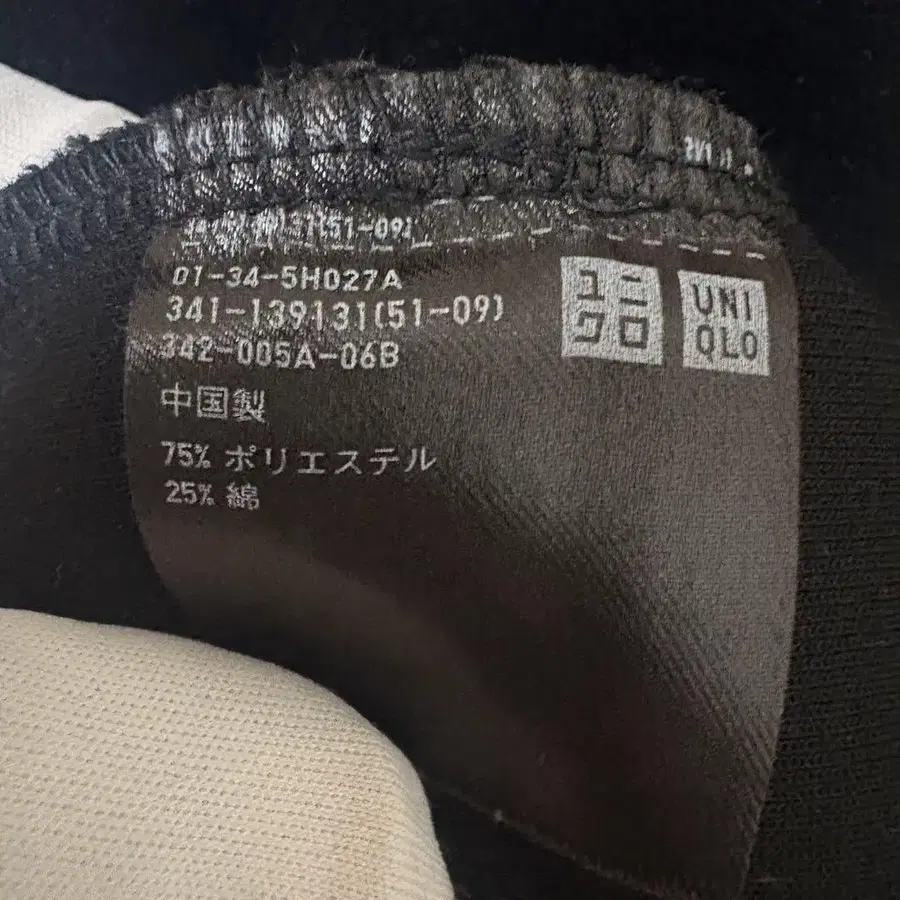 01-34-5H027A
341-139131(51-09)
342-005A-06B
中国製
75% ポリエステル
25% 綿
ユニ
クロ
UNI
QLO